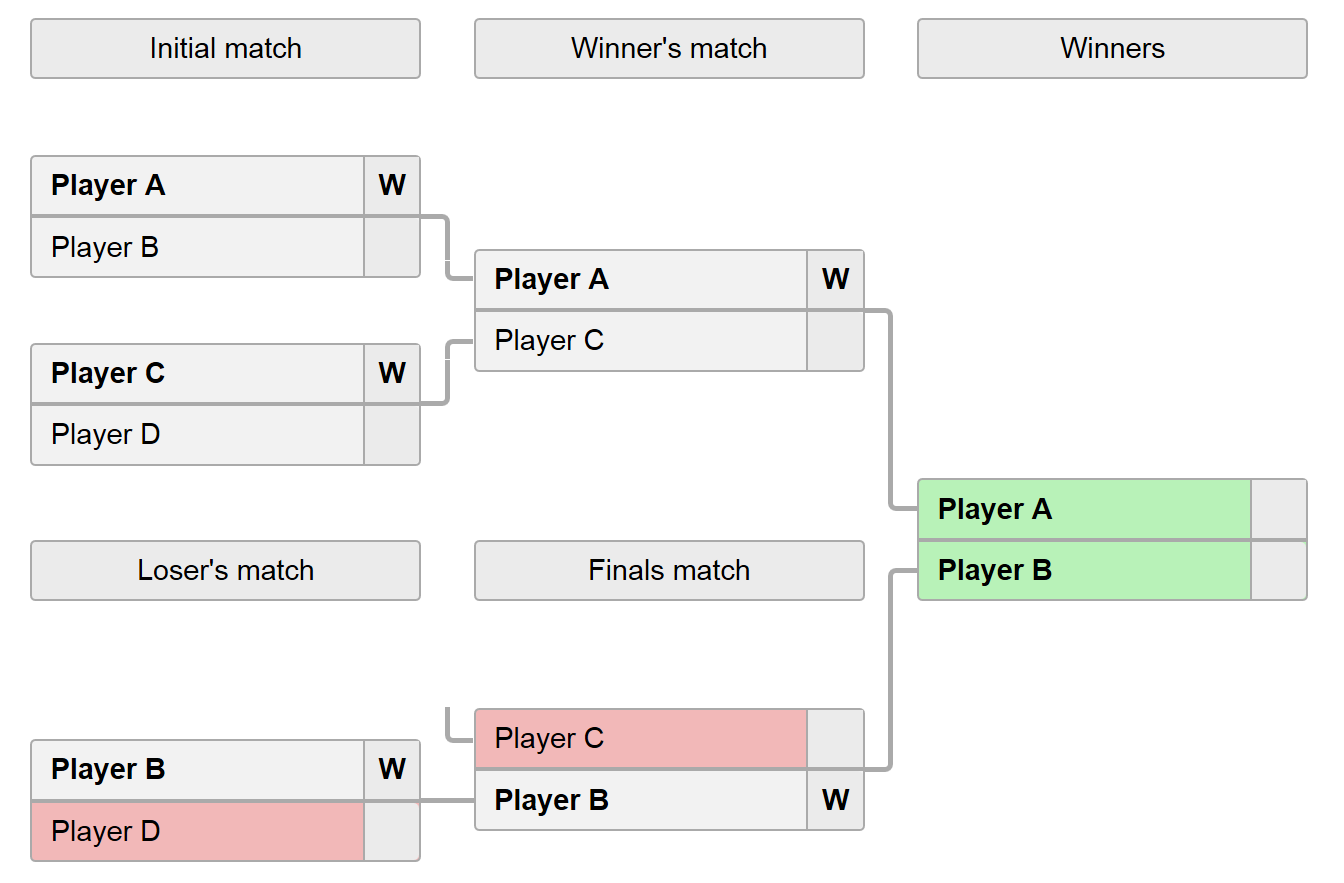 Initial match
Winner's match
Winners
Player A W
Player B
Player C W
Player D
Player A W
Player C
Player A
Player B
Loser's match
Finals match
Player B W
Player D
Player C
Player B W